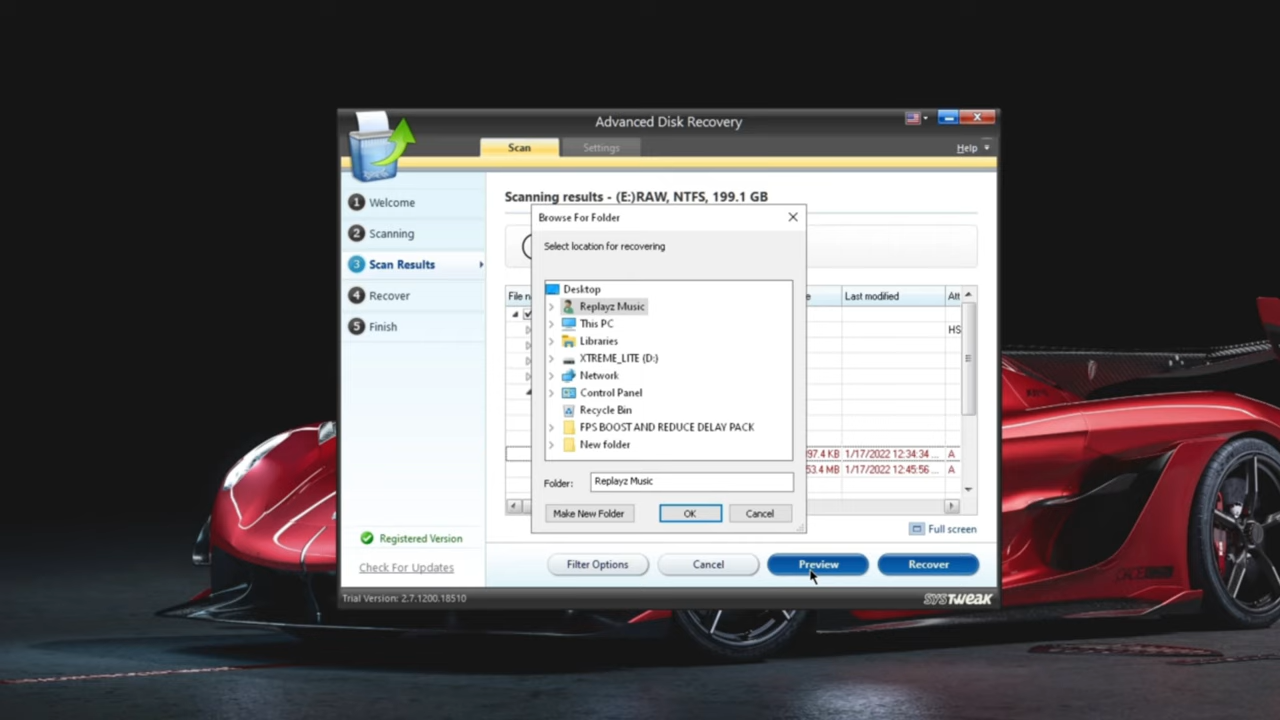 Advanced Disk Recovery
Scan
Settings
Help
1 Welcome
2 Scanning
3 Scan Results
4 Recover
5 Finish
Scanning results - (E:)RAW, NTFS, 199.1 GB
Browse For Folder
Select location for recovering
Desktop
Replayz Music
This PC
Libraries
XTREME_LITE (D:)
Network
Control Panel
Recycle Bin
FPS BOOST AND REDUCE DELAY PACK
New folder
Folder: Replayz Music
Make New Folder
OK
Cancel
Last modified
HS
97.4 KB 1/17/2022 12:34:34 ... A
53.4 MB 1/17/2022 12:45:56 ... A
Full screen
Registered Version
Check For Updates
Filter Options
Cancel
Preview
Recover
Trial Version: 2.7.1200.18510
SYSTWEAK